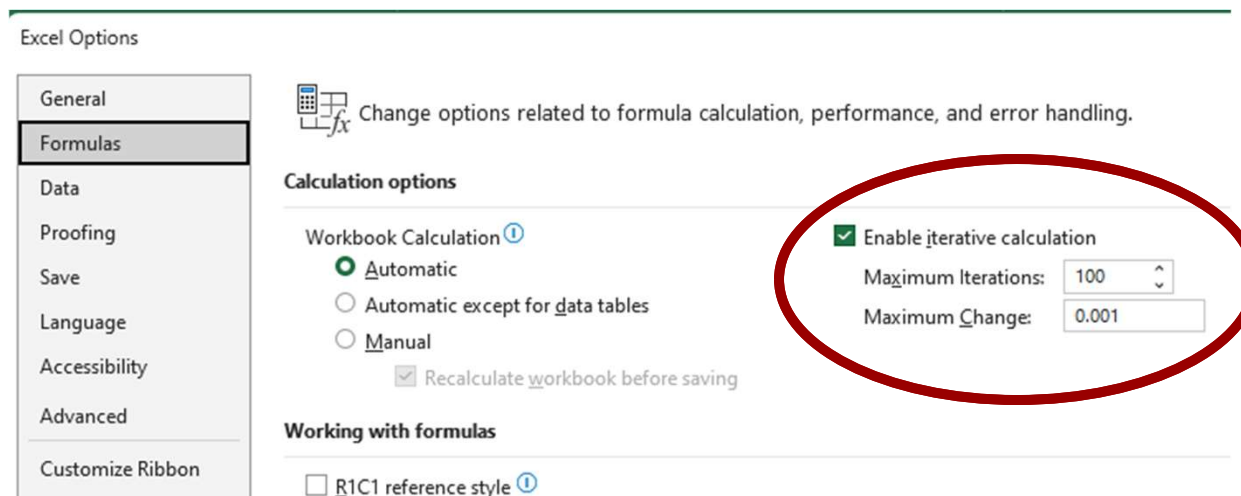 Excel Options
General
Formulas
Data
Proofing
Save
Language
Accessibility
Advanced
Customize Ribbon
fx
Change options related to formula calculation, performance, and error handling.
Calculation options
Workbook Calculation
Automatic
Automatic except for data tables
Manual
Recalculate workbook before saving
Enable iterative calculation
Maximum Iterations: 100
Maximum Change: 0.001
Working with formulas
R1C1 reference style